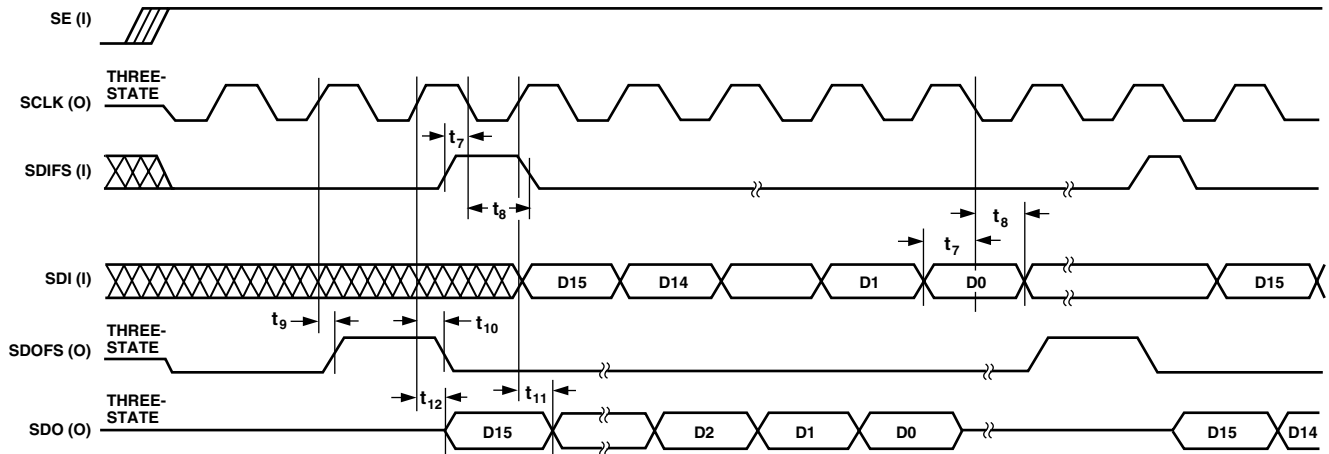 SE (I)
THREE-
STATE
SCLK (O)
t7
SDIFS (I)
t8
t8
t7
SDI (I)
D15
D14
D1
D0
D15
t9
t10
THREE-
STATE
SDOFS (O)
t12
t11
THREE-
STATE
SDO (O)
D15
D2
D1
D0
D15
D14